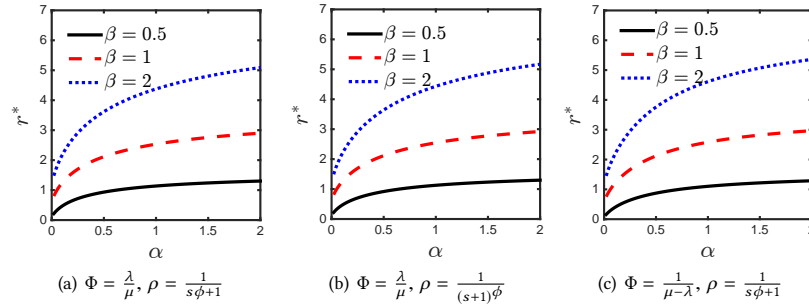 7
6
5
4
3
2
1
0
r*
β = 0.5
β = 1
β = 2
0 0.5 1 1.5 2
α
(a) Φ = λ/μ, ρ = 1/(sϕ+1)
7
6
5
4
3
2
1
0
r*
β = 0.5
β = 1
β = 2
0 0.5 1 1.5 2
α
(b) Φ = λ/μ, ρ = 1/(s+1)^ϕ
7
6
5
4
3
2
1
0
r*
β = 0.5
β = 1
β = 2
0 0.5 1 1.5 2
α
(c) Φ = 1/(μ−λ), ρ = 1/(sϕ+1)